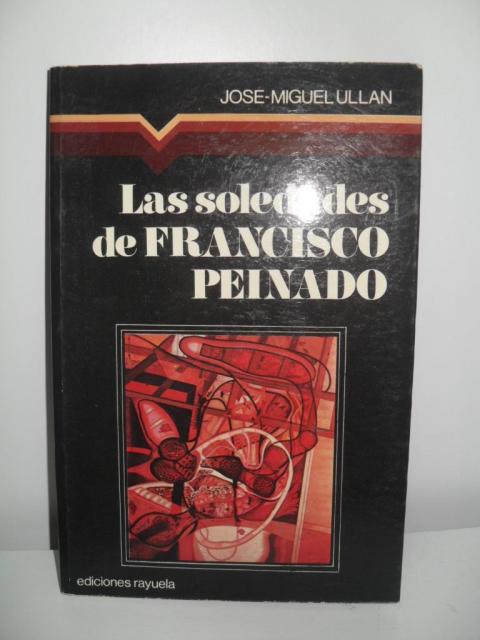 JOSE-MIGUEL ULLAN
Las soledades
de FRANCISCO
PEINADO
ediciones rayuela